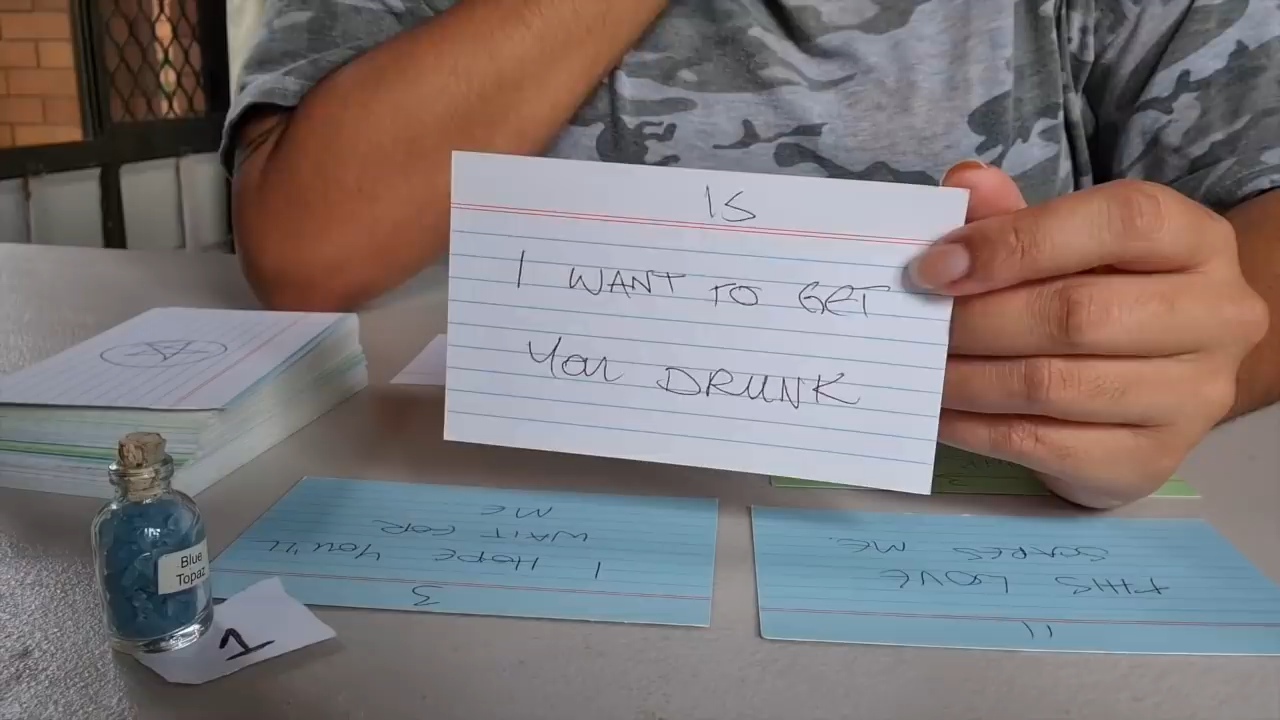 15
I WANT TO GET
YOU DRUNK
3
I HOPE YOU'LL
WAIT FOR
ME
11
THIS LOVE
SCARES ME.
Blue
Topaz
1